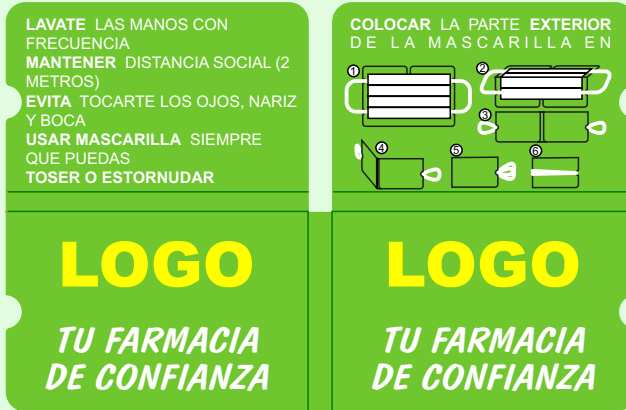 LAVATE LAS MANOS CON
FRECUENCIA
MANTENER DISTANCIA SOCIAL (2
METROS)
EVITA TOCARTE LOS OJOS, NARIZ
Y BOCA
USAR MASCARILLA SIEMPRE
QUE PUEDAS
TOSER O ESTORNUDAR
COLOCAR LA PARTE EXTERIOR
DE LA MASCARILLA EN
1
2
3
4
5
6
LOGO
TU FARMACIA
DE CONFIANZA
LOGO
TU FARMACIA
DE CONFIANZA